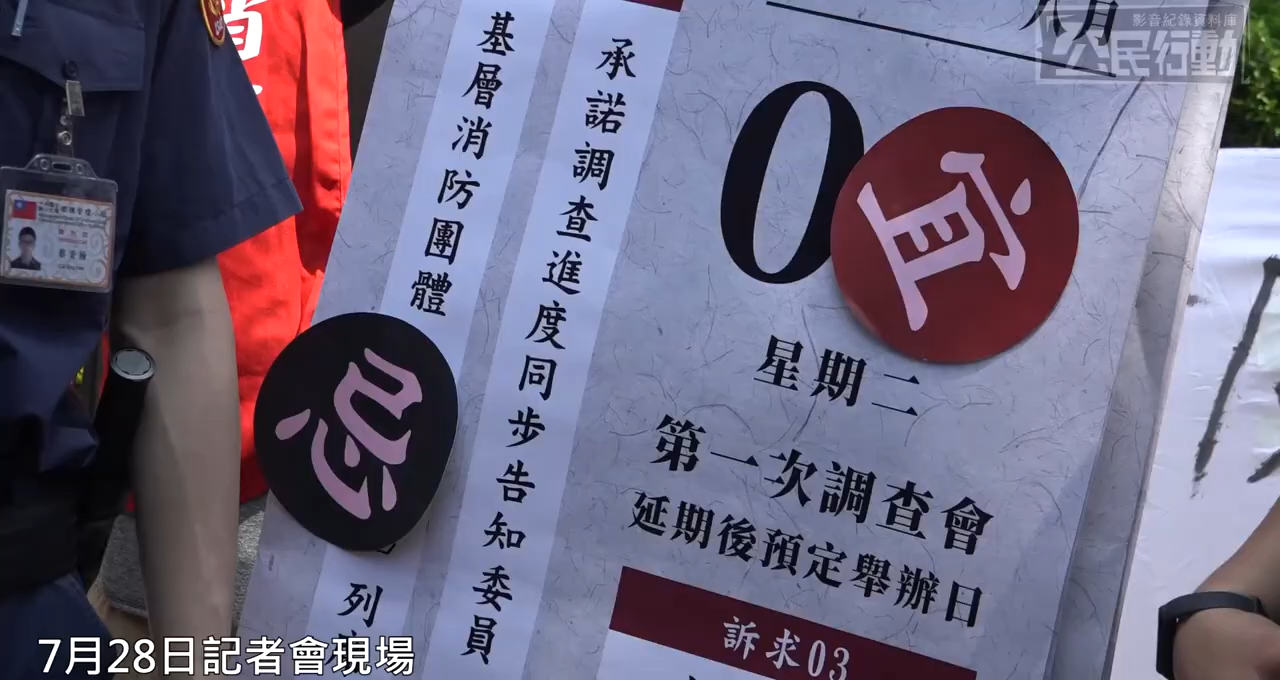 影音紀錄資料庫
公民行動
月
0
宜
星期二
第一次調查會
延期後預定舉辦日
訴求03
承諾調查進度同步告知委員
基層消防團體
忌
列
7月28日記者會現場